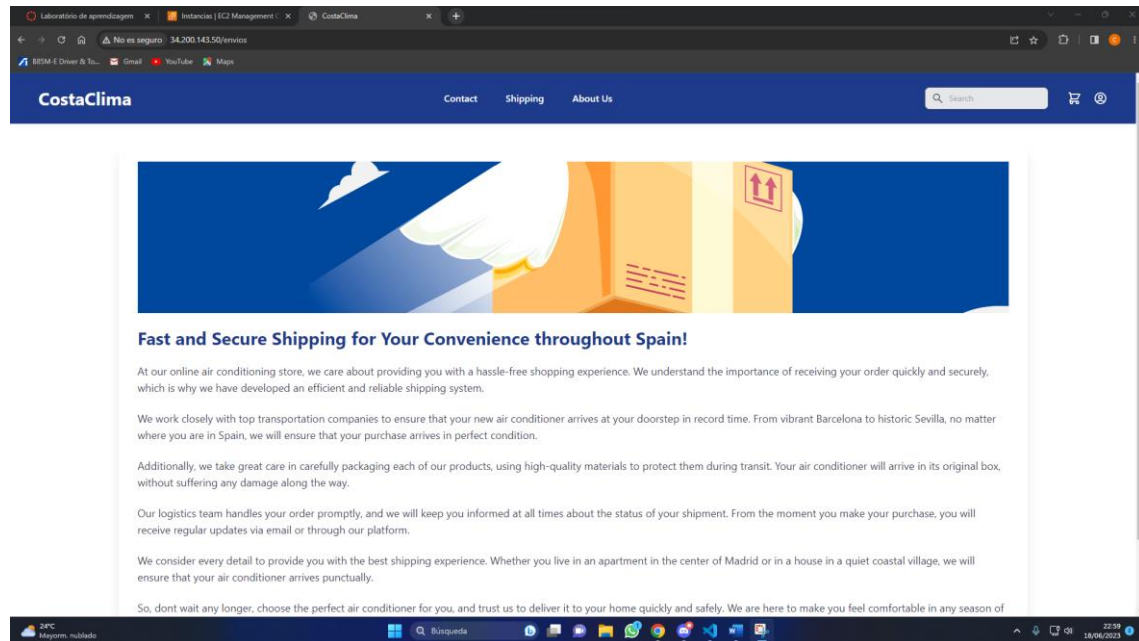 Laboratório de aprendizagem
Instancias | EC2 Management C
CostaClima
No es seguro 34.200.143.50/envios
B85M-E Driver & To...
Gmail
YouTube
Maps
CostaClima
Contact
Shipping
About Us
Search
Fast and Secure Shipping for Your Convenience throughout Spain!
At our online air conditioning store, we care about providing you with a hassle-free shopping experience. We understand the importance of receiving your order quickly and securely,
which is why we have developed an efficient and reliable shipping system.
We work closely with top transportation companies to ensure that your new air conditioner arrives at your doorstep in record time. From vibrant Barcelona to historic Sevilla, no matter
where you are in Spain, we will ensure that your purchase arrives in perfect condition.
Additionally, we take great care in carefully packaging each of our products, using high-quality materials to protect them during transit. Your air conditioner will arrive in its original box,
without suffering any damage along the way.
Our logistics team handles your order promptly, and we will keep you informed at all times about the status of your shipment. From the moment you make your purchase, you will
receive regular updates via email or through our platform.
We consider every detail to provide you with the best shipping experience. Whether you live in an apartment in the center of Madrid or in a house in a quiet coastal village, we will
ensure that your air conditioner arrives punctually.
So, dont wait any longer, choose the perfect air conditioner for you, and trust us to deliver it to your home quickly and safely. We are here to make you feel comfortable in any season of
24°C
Mayorm. nublado
Búsqueda
22:59
18/06/2023